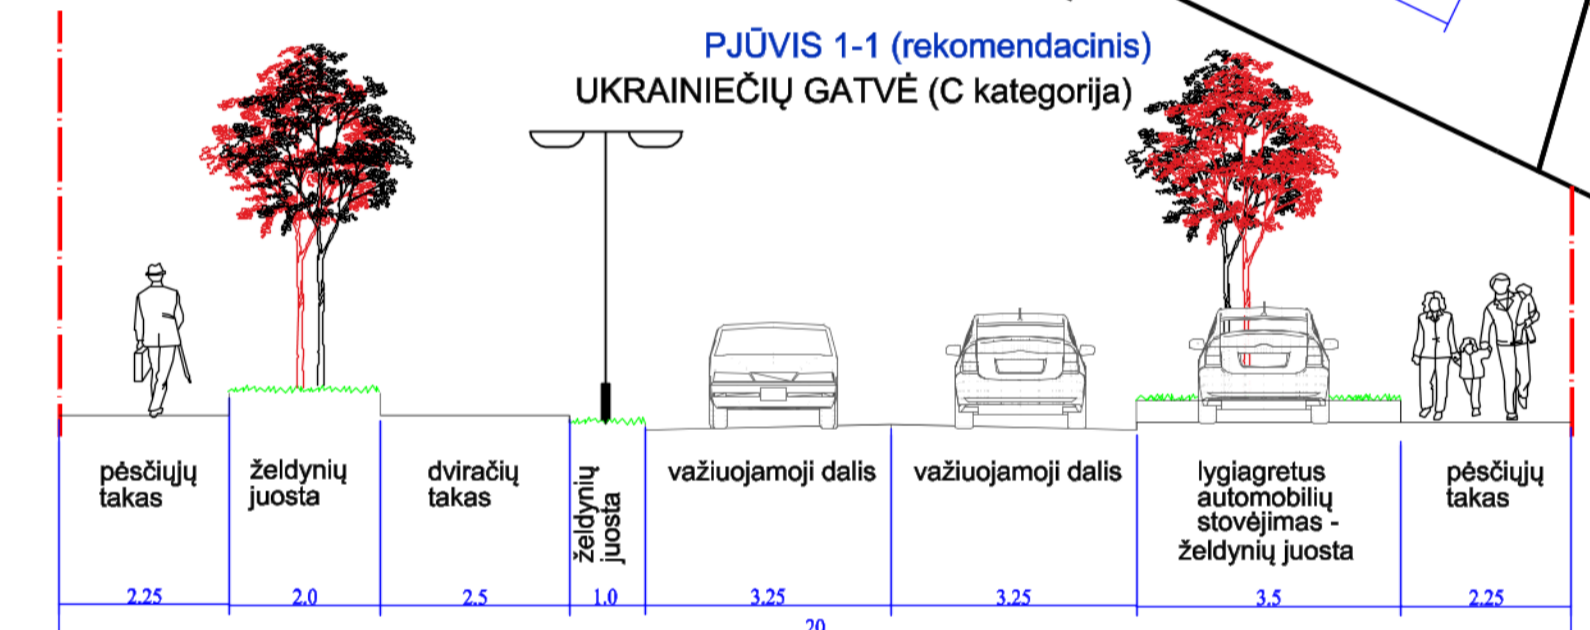 PJŪVIS 1-1 (rekomendacinis)
UKRAINIEČIŲ GATVĖ (C kategorija)
pėsčiųjų
takas
želdynių
juosta
dviračių
takas
želdynių
juosta
važiuojamoji dalis
važiuojamoji dalis
lygiagretus
automobilių
stovėjimas -
želdynių juosta
pėsčiųjų
takas
2.25
2.0
2.5
1.0
3.25
3.25
3.5
2.25
20